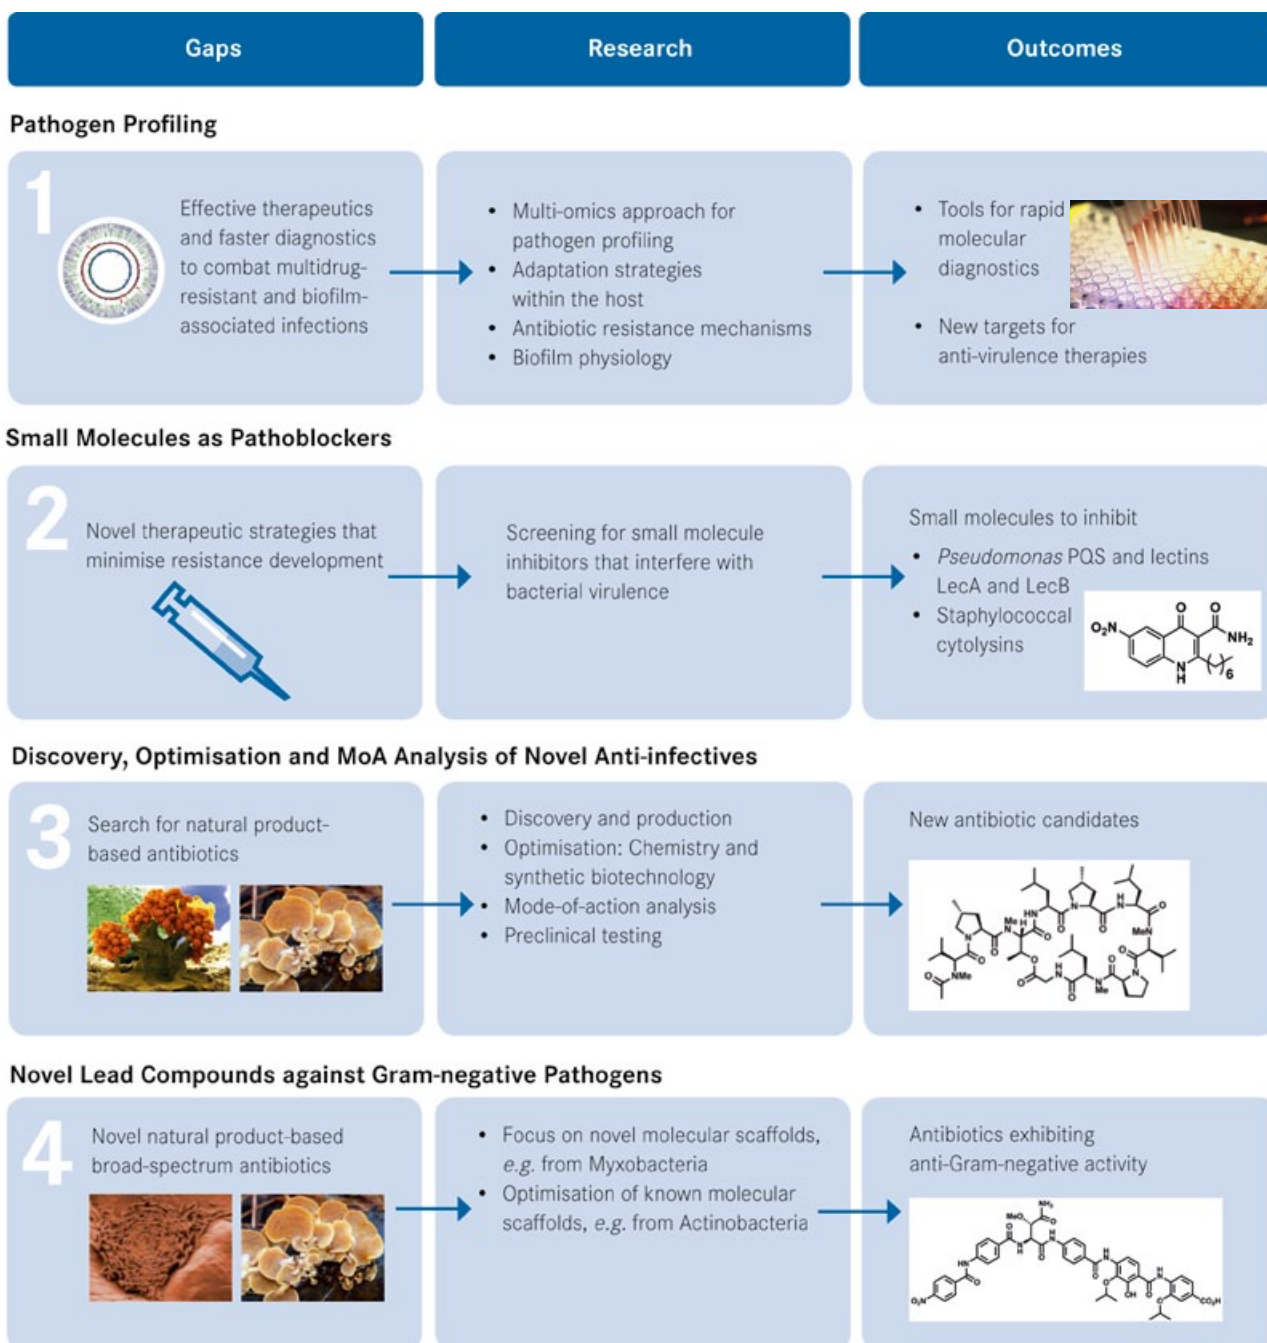 Gaps
Research
Outcomes
Pathogen Profiling
1
Effective therapeutics
and faster diagnostics
to combat multidrug-
resistant and biofilm-
associated infections
• Multi-omics approach for
pathogen profiling
• Adaptation strategies
within the host
• Antibiotic resistance mechanisms
• Biofilm physiology
• Tools for rapid
molecular
diagnostics
• New targets for
anti-virulence therapies
Small Molecules as Pathoblockers
2
Novel therapeutic strategies that
minimise resistance development
Screening for small molecule
inhibitors that interfere with
bacterial virulence
Small molecules to inhibit
• Pseudomonas PQS and lectins
LecA and LecB
• Staphylococcal
cytolysins
O O
O₂N
NH₂
N
H
6
Discovery, Optimisation and MoA Analysis of Novel Anti-infectives
3
Search for natural product-
based antibiotics
• Discovery and production
• Optimisation: Chemistry and
synthetic biotechnology
• Mode-of-action analysis
• Preclinical testing
New antibiotic candidates
Novel Lead Compounds against Gram-negative Pathogens
4
Novel natural product-based
broad-spectrum antibiotics
• Focus on novel molecular scaffolds,
e.g. from Myxobacteria
• Optimisation of known molecular
scaffolds, e.g. from Actinobacteria
Antibiotics exhibiting
anti-Gram-negative activity
NH₂
MeO
O₂N
OH
CO₂H